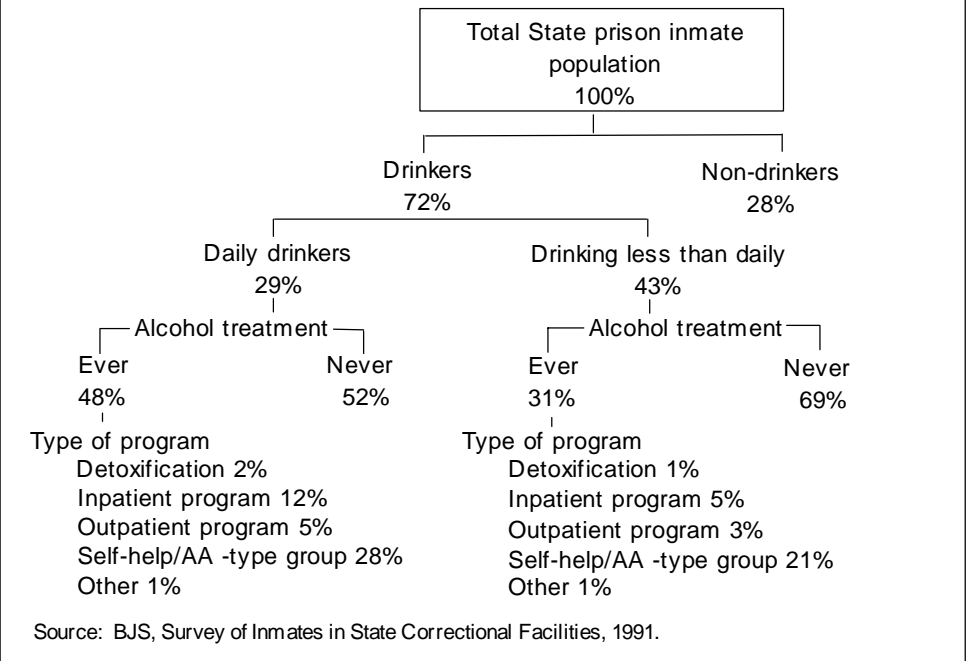 Total State prison inmate
population
100%
Drinkers
72%
Non-drinkers
28%
Daily drinkers
29%
Drinking less than daily
43%
Alcohol treatment
Ever
48%
Never
52%
Alcohol treatment
Ever
31%
Never
69%
Type of program
Detoxification 2%
Inpatient program 12%
Outpatient program 5%
Self-help/AA -type group 28%
Other 1%
Type of program
Detoxification 1%
Inpatient program 5%
Outpatient program 3%
Self-help/AA -type group 21%
Other 1%
Source: BJS, Survey of Inmates in State Correctional Facilities, 1991.